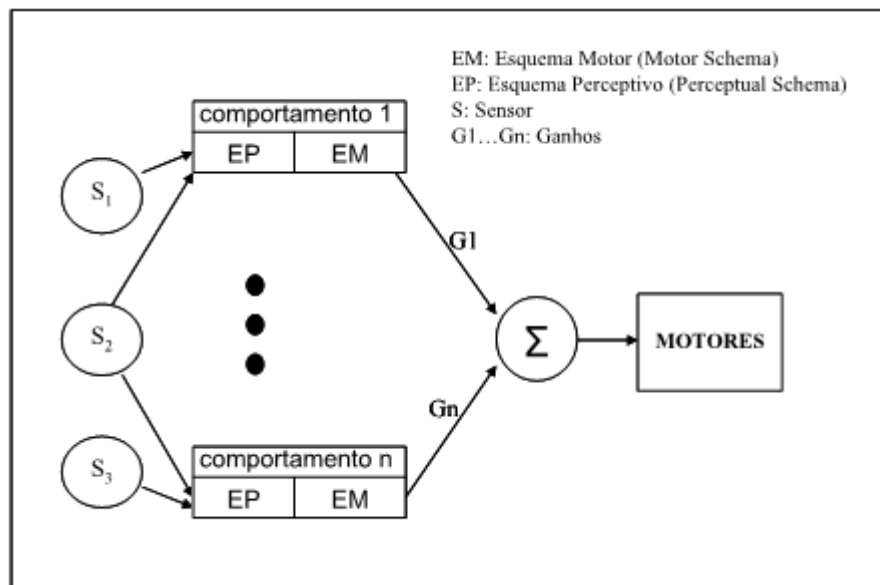 EM: Esquema Motor (Motor Schema)
EP: Esquema Perceptivo (Perceptual Schema)
S: Sensor
G1…Gn: Ganhos
comportamento 1
EP EM
S1
G1
S2
Σ
MOTORES
Gn
comportamento n
S3
EP EM